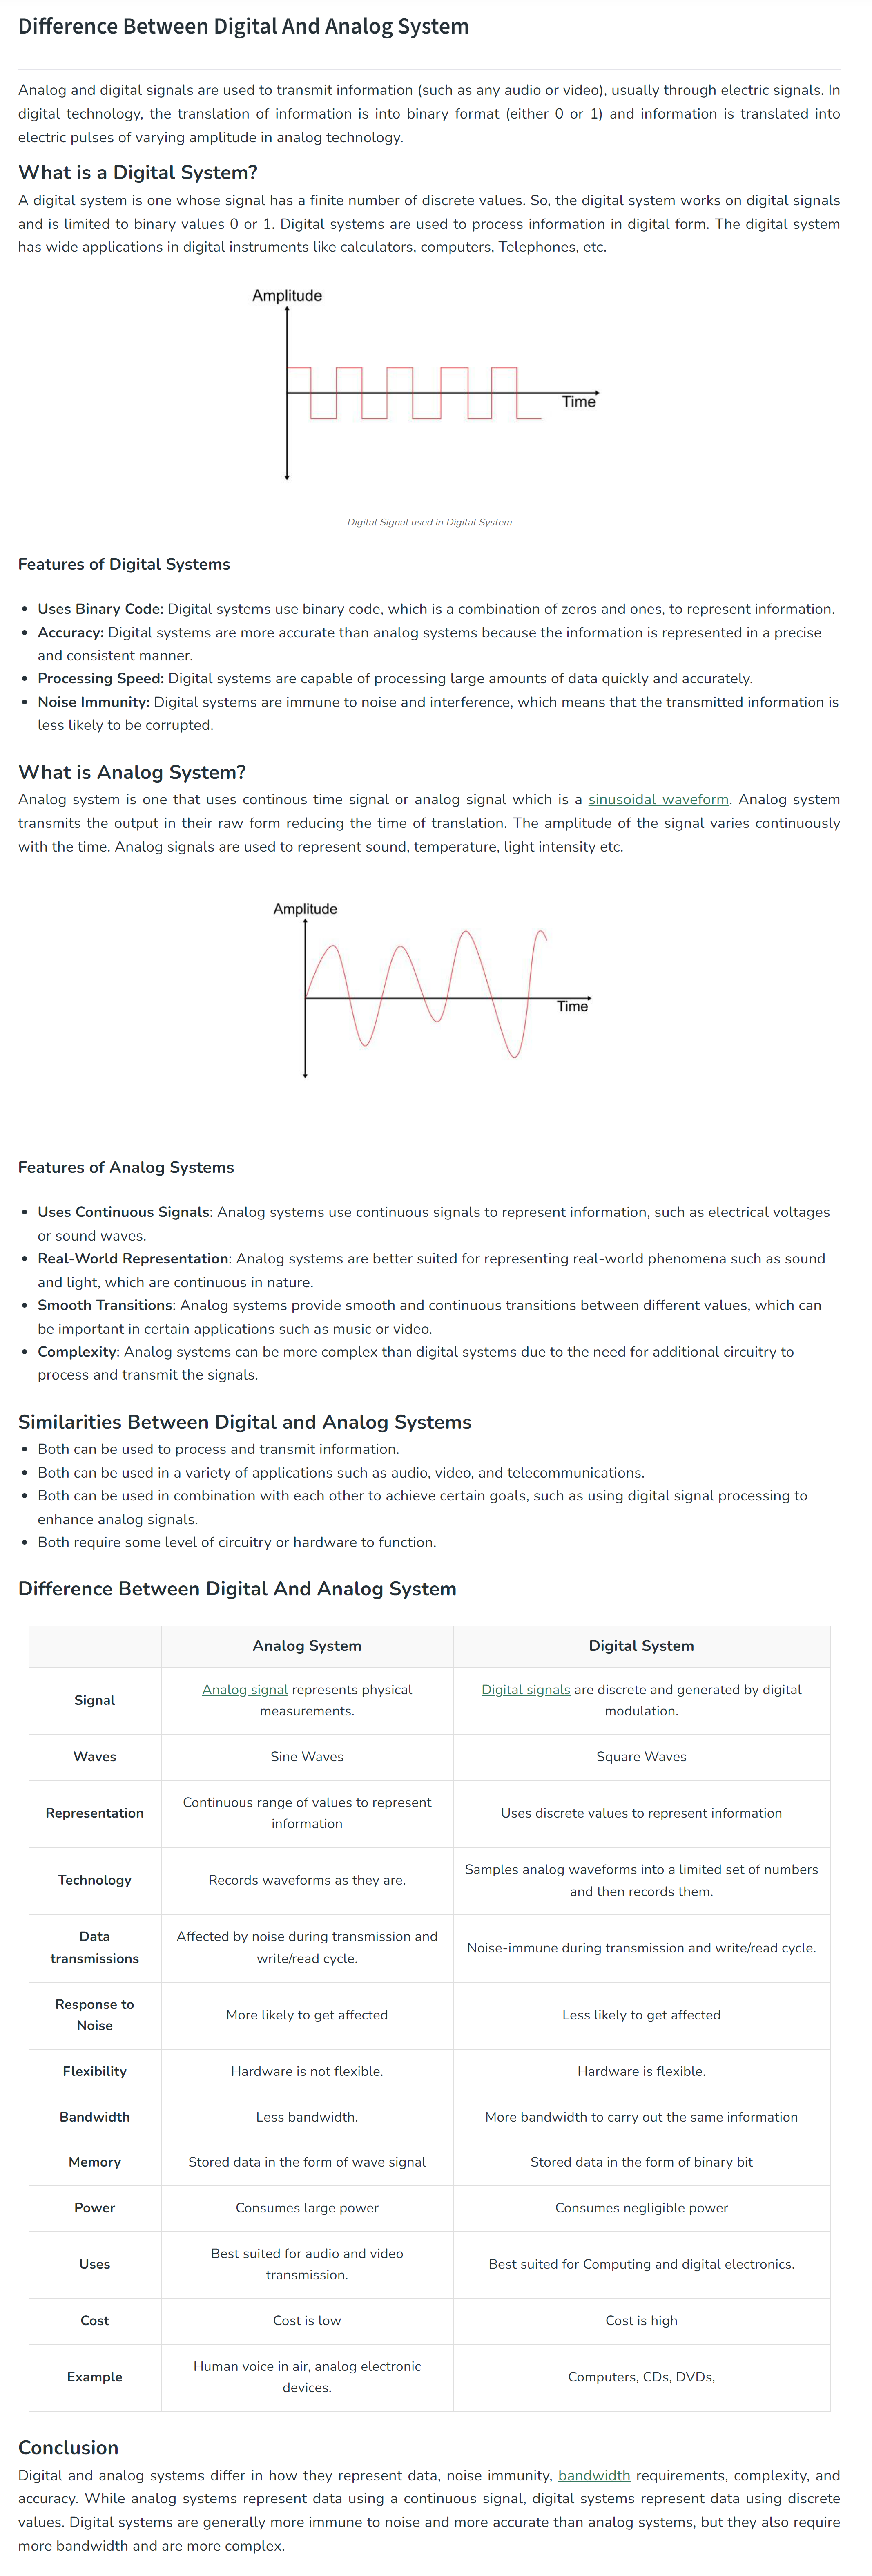 Difference Between Digital And Analog System
Analog and digital signals are used to transmit information (such as any audio or video), usually through electric signals. In
digital technology, the translation of information is into binary format (either 0 or 1) and information is translated into
electric pulses of varying amplitude in analog technology.
What is a Digital System?
A digital system is one whose signal has a finite number of discrete values. So, the digital system works on digital signals
and is limited to binary values 0 or 1. Digital systems are used to process information in digital form. The digital system
has wide applications in digital instruments like calculators, computers, Telephones, etc.
Amplitude
Time
Digital Signal used in Digital System
Features of Digital Systems
• Uses Binary Code: Digital systems use binary code, which is a combination of zeros and ones, to represent information.
• Accuracy: Digital systems are more accurate than analog systems because the information is represented in a precise
and consistent manner.
• Processing Speed: Digital systems are capable of processing large amounts of data quickly and accurately.
• Noise Immunity: Digital systems are immune to noise and interference, which means that the transmitted information is
less likely to be corrupted.
What is Analog System?
Analog system is one that uses continous time signal or analog signal which is a sinusoidal waveform. Analog system
transmits the output in their raw form reducing the time of translation. The amplitude of the signal varies continuously
with the time. Analog signals are used to represent sound, temperature, light intensity etc.
Amplitude
Time
Features of Analog Systems
• Uses Continuous Signals: Analog systems use continuous signals to represent information, such as electrical voltages
or sound waves.
• Real-World Representation: Analog systems are better suited for representing real-world phenomena such as sound
and light, which are continuous in nature.
• Smooth Transitions: Analog systems provide smooth and continuous transitions between different values, which can
be important in certain applications such as music or video.
• Complexity: Analog systems can be more complex than digital systems due to the need for additional circuitry to
process and transmit the signals.
Similarities Between Digital and Analog Systems
• Both can be used to process and transmit information.
• Both can be used in a variety of applications such as audio, video, and telecommunications.
• Both can be used in combination with each other to achieve certain goals, such as using digital signal processing to
enhance analog signals.
• Both require some level of circuitry or hardware to function.
Difference Between Digital And Analog System
Analog System Digital System
Signal
Analog signal represents physical
measurements.
Digital signals are discrete and generated by digital
modulation.
Waves Sine Waves Square Waves
Representation
Continuous range of values to represent
information
Uses discrete values to represent information
Technology
Records waveforms as they are.
Samples analog waveforms into a limited set of numbers
and then records them.
Data
transmissions
Affected by noise during transmission and
write/read cycle.
Noise-immune during transmission and write/read cycle.
Response to
Noise
More likely to get affected
Less likely to get affected
Flexibility Hardware is not flexible. Hardware is flexible.
Bandwidth Less bandwidth. More bandwidth to carry out the same information
Memory Stored data in the form of wave signal Stored data in the form of binary bit
Power Consumes large power Consumes negligible power
Uses
Best suited for audio and video
transmission.
Best suited for Computing and digital electronics.
Cost Cost is low Cost is high
Example
Human voice in air, analog electronic
devices.
Computers, CDs, DVDs,
Conclusion
Digital and analog systems differ in how they represent data, noise immunity, bandwidth requirements, complexity, and
accuracy. While analog systems represent data using a continuous signal, digital systems represent data using discrete
values. Digital systems are generally more immune to noise and more accurate than analog systems, but they also require
more bandwidth and are more complex.